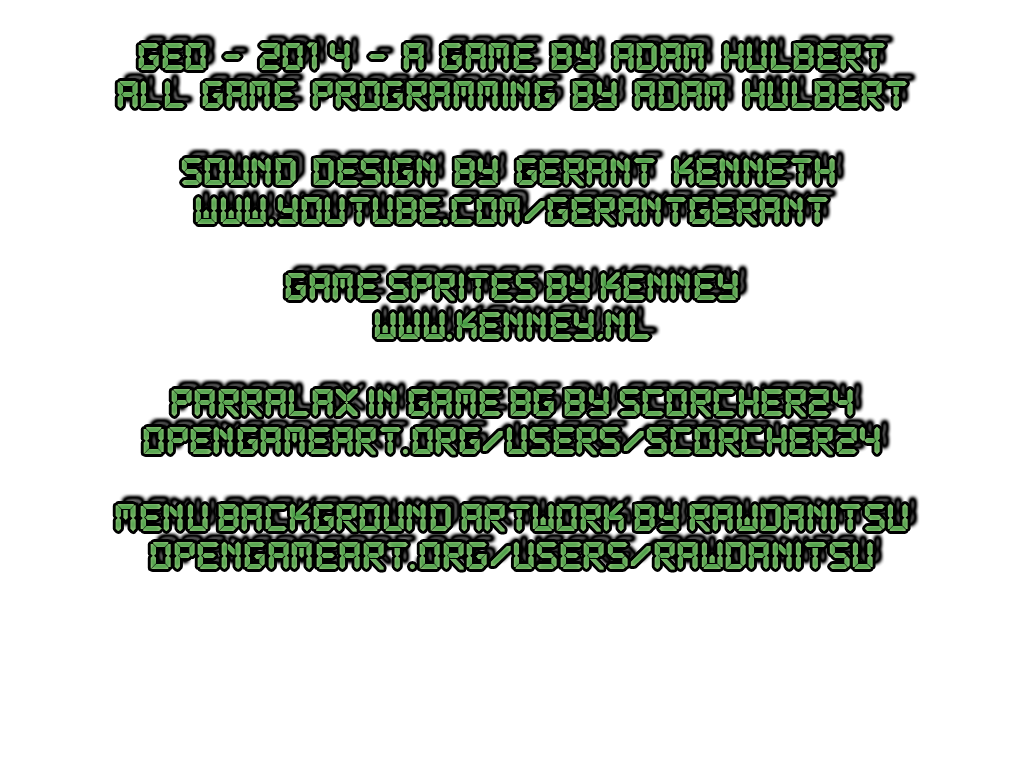 GEO - 2014 - A GAME BY ADAM HULBERT
ALL GAME PROGRAMMING BY ADAM HULBERT
SOUND DESIGN BY GERANT KENNETH
WWW.YOUTUBE.COM/GERANTGERANT
GAME SPRITES BY KENNEY
WWW.KENNEY.NL
PARRALAX IN GAME BG BY SCORCHER24
OPENGAMEART.ORG/USERS/SCORCHER24
MENU BACKGROUND ARTWORK BY RAWDANITSU
OPENGAMEART.ORG/USERS/RAWDANITSU